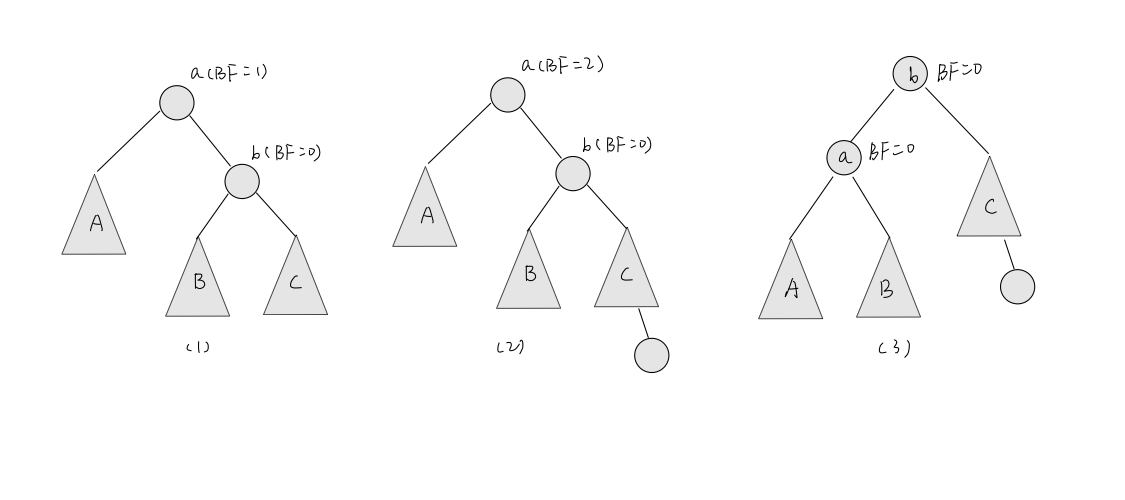 a (BF=1)
b (BF=0)
A
B
C
(1)
a (BF=2)
b (BF=0)
A
B
C
(2)
b BF=0
a BF=0
C
A
B
(3)